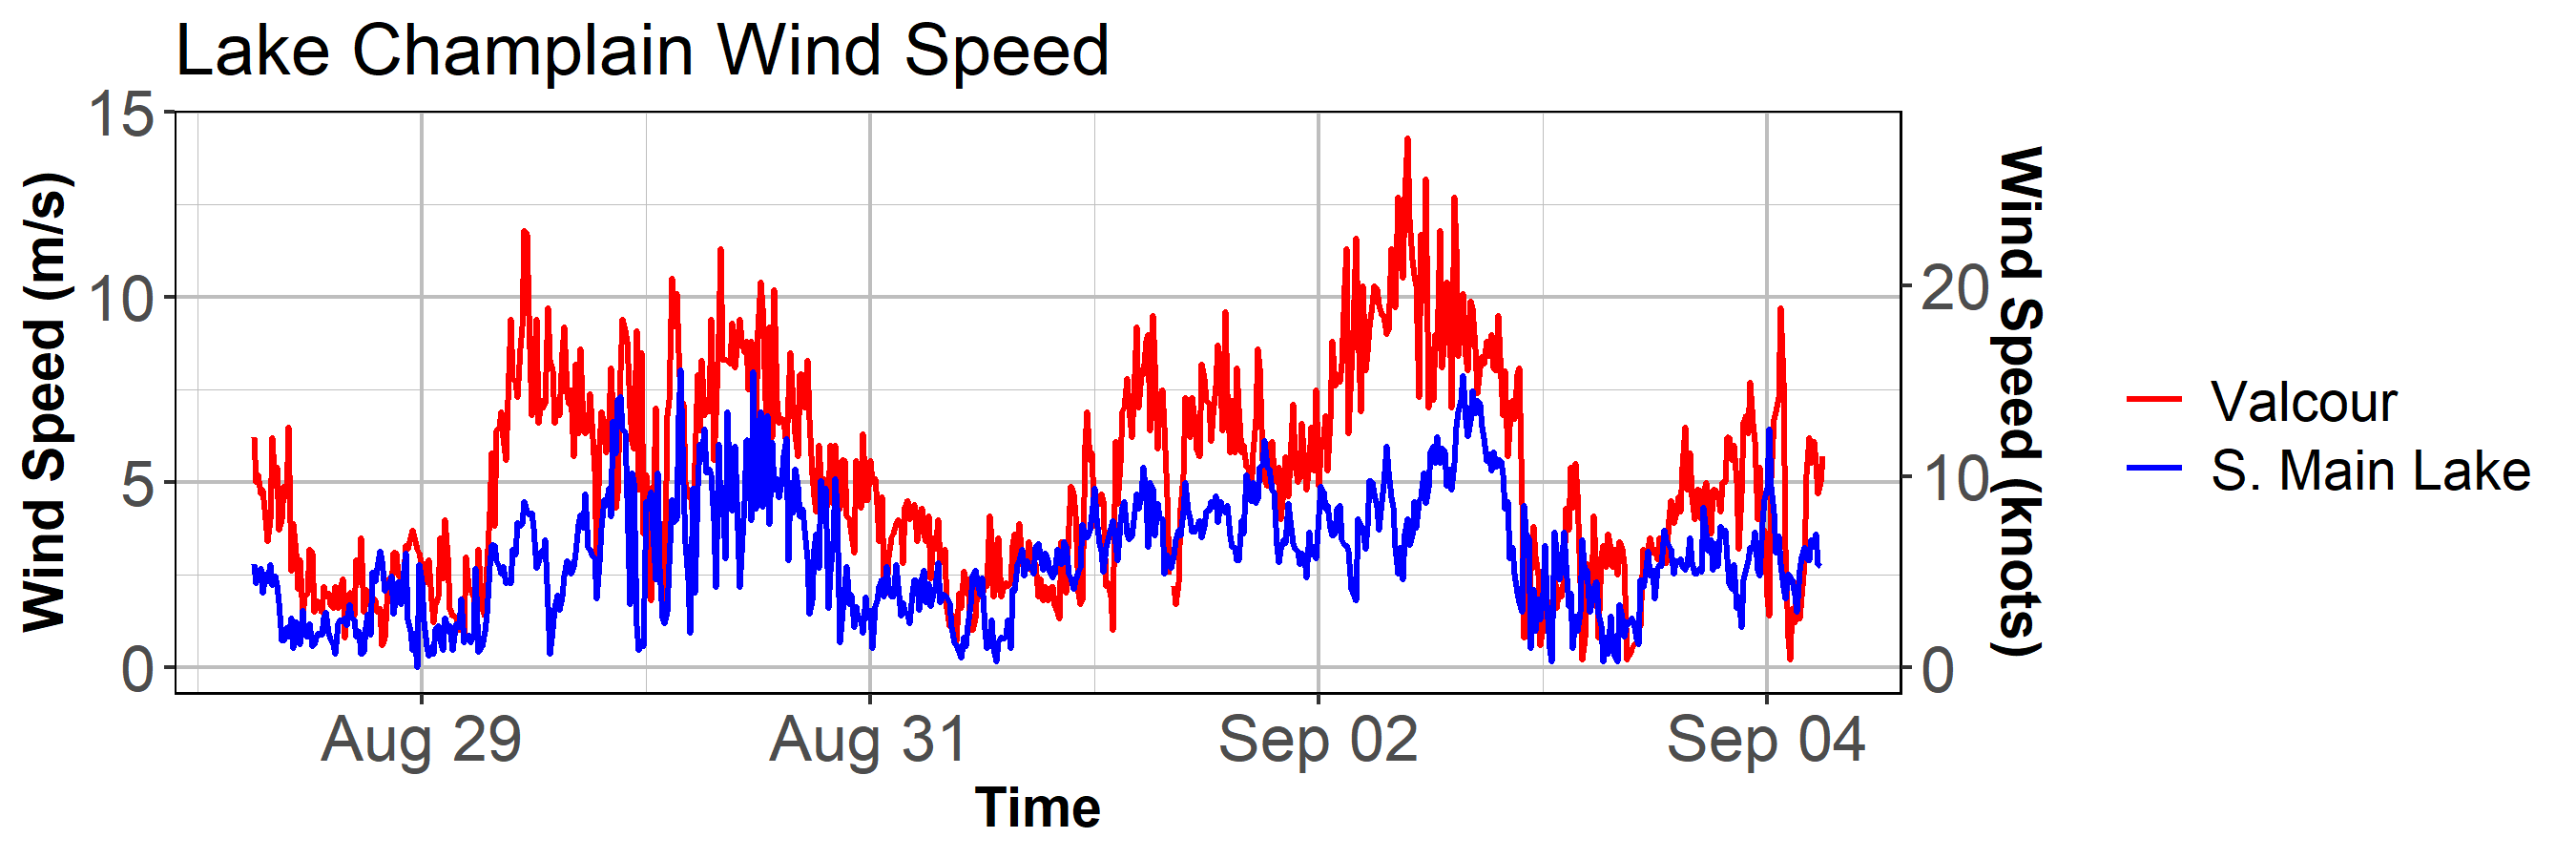 Lake Champlain Wind Speed
Wind Speed (m/s)
15
10
5
0
Aug 29
Aug 31
Sep 02
Sep 04
Time
20
10
0
Wind Speed (knots)
Valcour
S. Main Lake